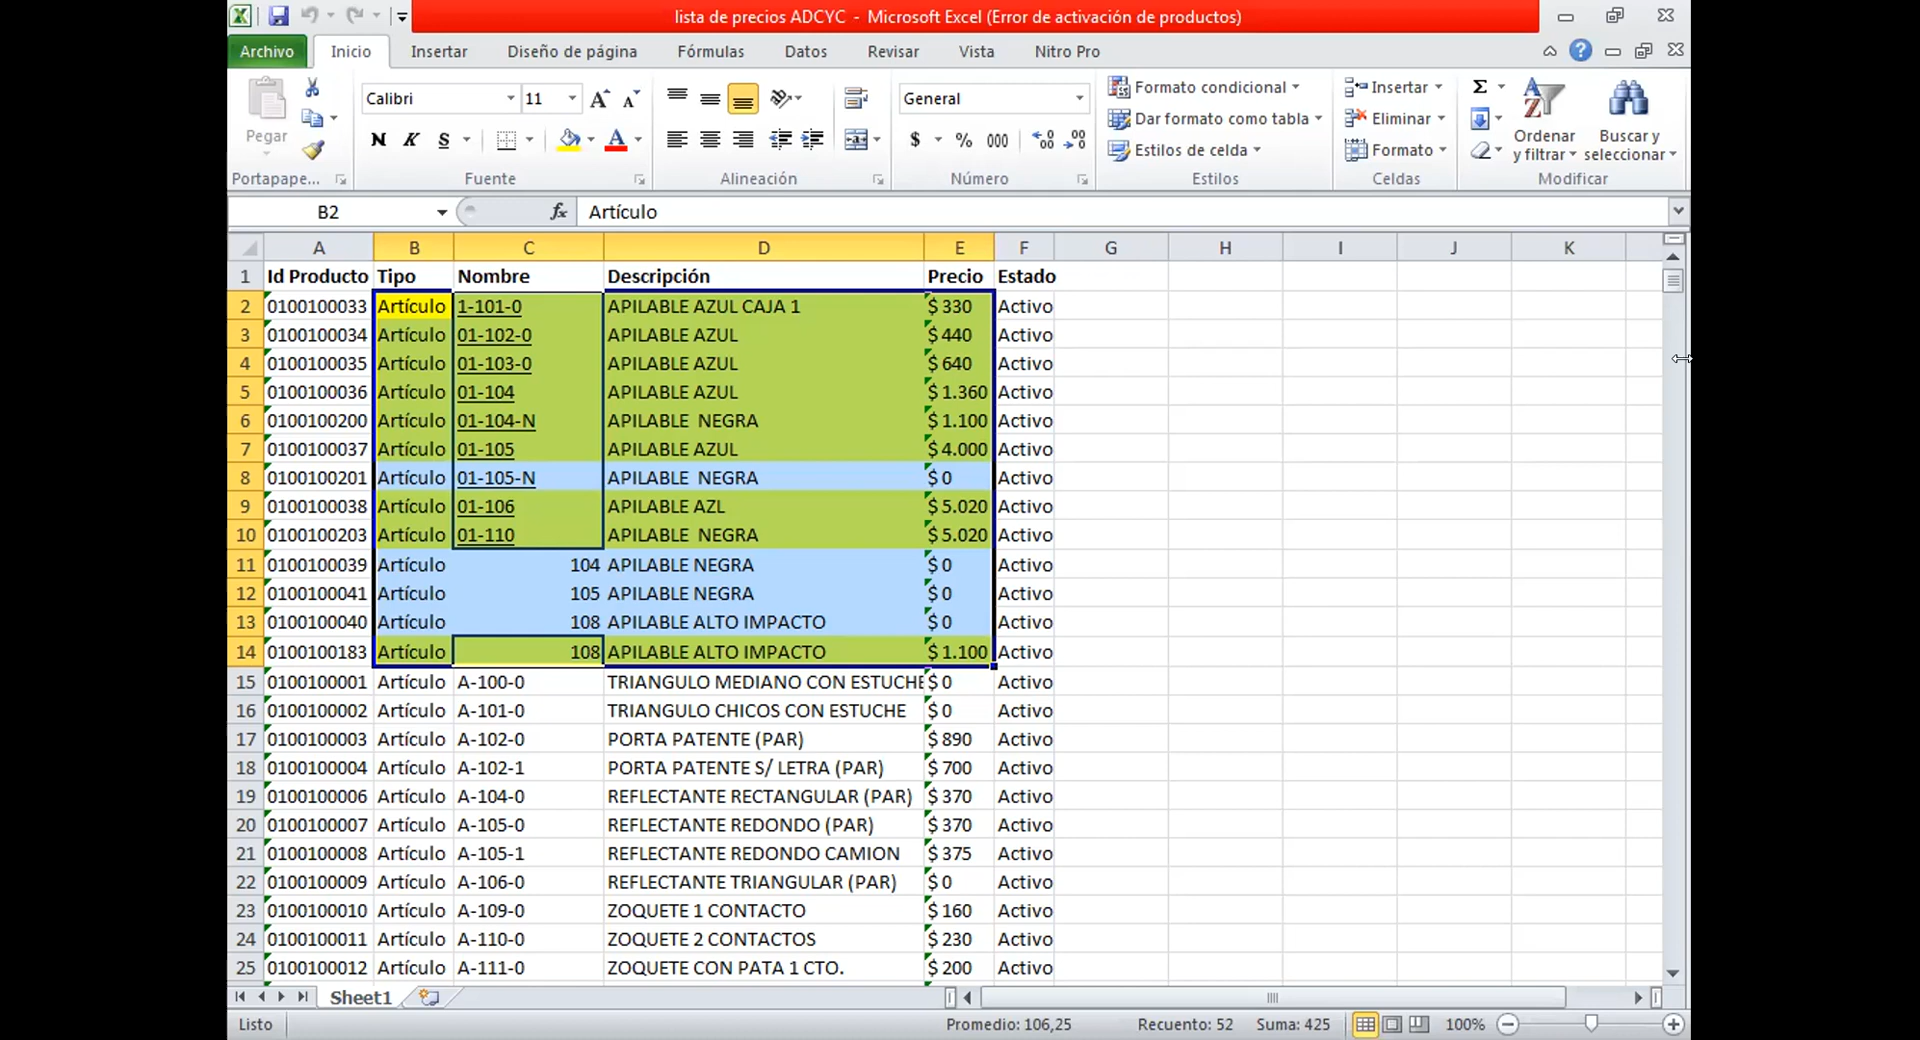 lista de precios ADCYC - Microsoft Excel (Error de activación de productos)
Archivo Inicio Insertar Diseño de página Fórmulas Datos Revisar Vista Nitro Pro
Pegar
Calibri 11
General
N K S
$ % 000
Formato condicional
Dar formato como tabla
Estilos de celda
Insertar
Eliminar
Formato
Σ
Ordenar y filtrar
Buscar y seleccionar
Portapape... Fuente Alineación Número Estilos Celdas Modificar
B2 fx Artículo
A B C D E F G H I J K
1 Id Producto Tipo Nombre Descripción Precio Estado
2 0100100033 Artículo 1-101-0 APILABLE AZUL CAJA 1 $ 330 Activo
3 0100100034 Artículo 01-102-0 APILABLE AZUL $ 440 Activo
4 0100100035 Artículo 01-103-0 APILABLE AZUL $ 640 Activo
5 0100100036 Artículo 01-104 APILABLE AZUL $ 1.360 Activo
6 0100100200 Artículo 01-104-N APILABLE  NEGRA $ 1.100 Activo
7 0100100037 Artículo 01-105 APILABLE AZUL $ 4.000 Activo
8 0100100201 Artículo 01-105-N APILABLE  NEGRA $ 0 Activo
9 0100100038 Artículo 01-106 APILABLE AZL $ 5.020 Activo
10 0100100203 Artículo 01-110 APILABLE  NEGRA $ 5.020 Activo
11 0100100039 Artículo 104 APILABLE NEGRA $ 0 Activo
12 0100100041 Artículo 105 APILABLE NEGRA $ 0 Activo
13 0100100040 Artículo 108 APILABLE ALTO IMPACTO $ 0 Activo
14 0100100183 Artículo 108 APILABLE ALTO IMPACTO $ 1.100 Activo
15 0100100001 Artículo A-100-0 TRIANGULO MEDIANO CON ESTUCHE $ 0 Activo
16 0100100002 Artículo A-101-0 TRIANGULO CHICOS CON ESTUCHE $ 0 Activo
17 0100100003 Artículo A-102-0 PORTA PATENTE (PAR) $ 890 Activo
18 0100100004 Artículo A-102-1 PORTA PATENTE S/ LETRA (PAR) $ 700 Activo
19 0100100006 Artículo A-104-0 REFLECTANTE RECTANGULAR (PAR) $ 370 Activo
20 0100100007 Artículo A-105-0 REFLECTANTE REDONDO (PAR) $ 370 Activo
21 0100100008 Artículo A-105-1 REFLECTANTE REDONDO CAMION $ 375 Activo
22 0100100009 Artículo A-106-0 REFLECTANTE TRIANGULAR (PAR) $ 0 Activo
23 0100100010 Artículo A-109-0 ZOQUETE 1 CONTACTO $ 160 Activo
24 0100100011 Artículo A-110-0 ZOQUETE 2 CONTACTOS $ 230 Activo
25 0100100012 Artículo A-111-0 ZOQUETE CON PATA 1 CTO. $ 200 Activo
Sheet1
Listo Promedio: 106,25 Recuento: 52 Suma: 425 100%